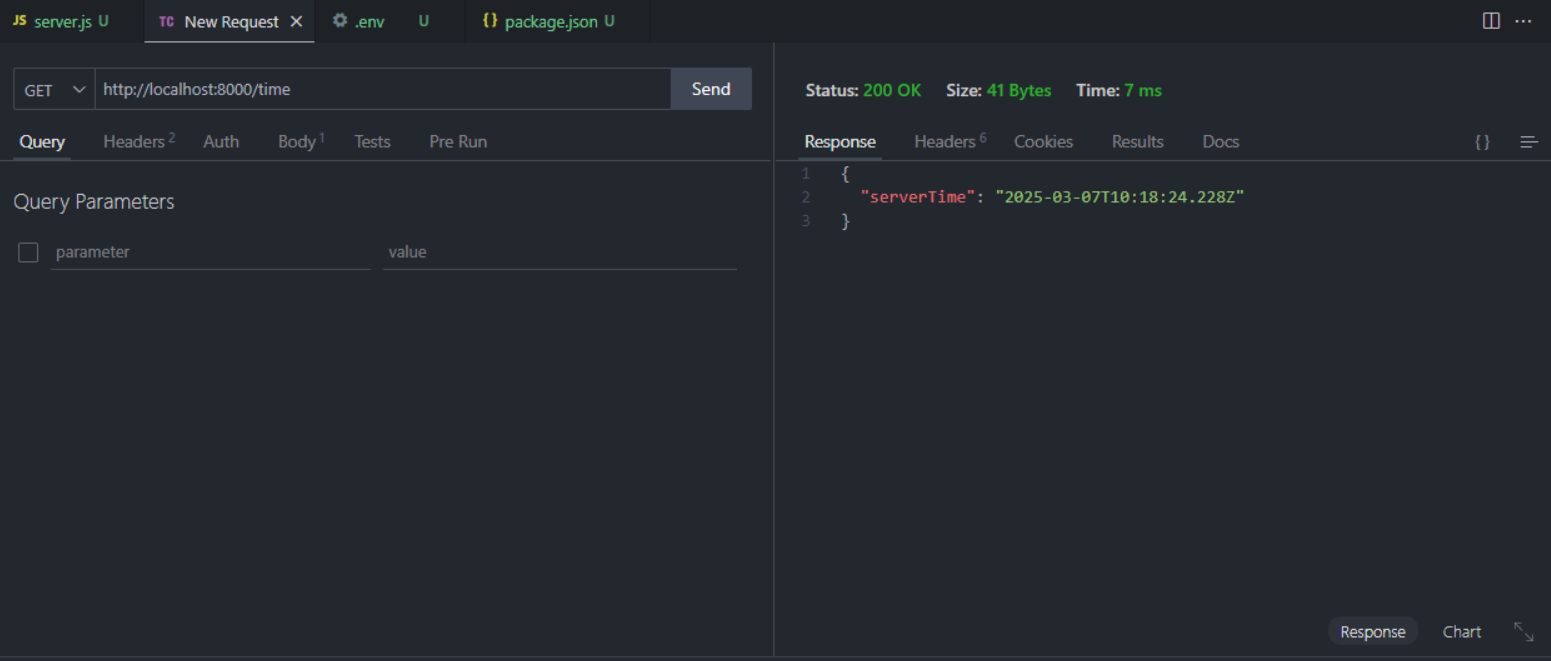 JS server.js U TC New Request × .env U {} package.json U ...
GET http://localhost:8000/time Send
Query Headers 2 Auth Body 1 Tests Pre Run
Query Parameters
parameter value
Status: 200 OK Size: 41 Bytes Time: 7 ms
Response Headers 6 Cookies Results Docs {}
1 {
2 "serverTime": "2025-03-07T10:18:24.228Z"
3 }
Response Chart